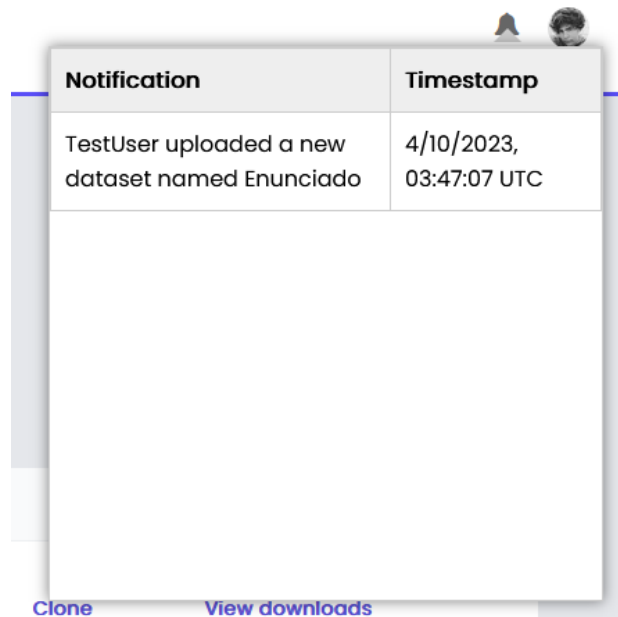 Notification Timestamp
TestUser uploaded a new 4/10/2023,
dataset named Enunciado 03:47:07 UTC
Clone View downloads